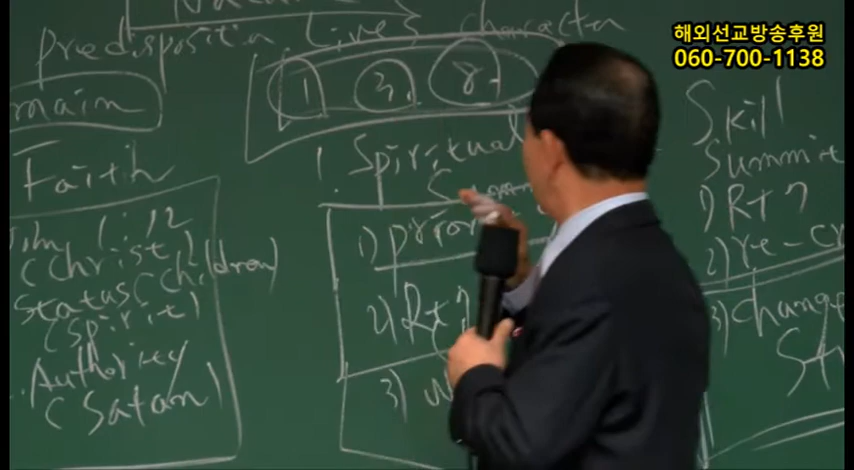 해외선교방송후원
060-700-1138
Predisposition Lives characte
1 3. 8.
main
Faith
John 1:12
(Christ)
Status (Children)
(Spirit)
Authority
(Satan)
1. Spiritual
Summ
1) prior
2) Rt 7
3) W
Skill
Summit
1) Rt 7
2) re-cr
3) Change